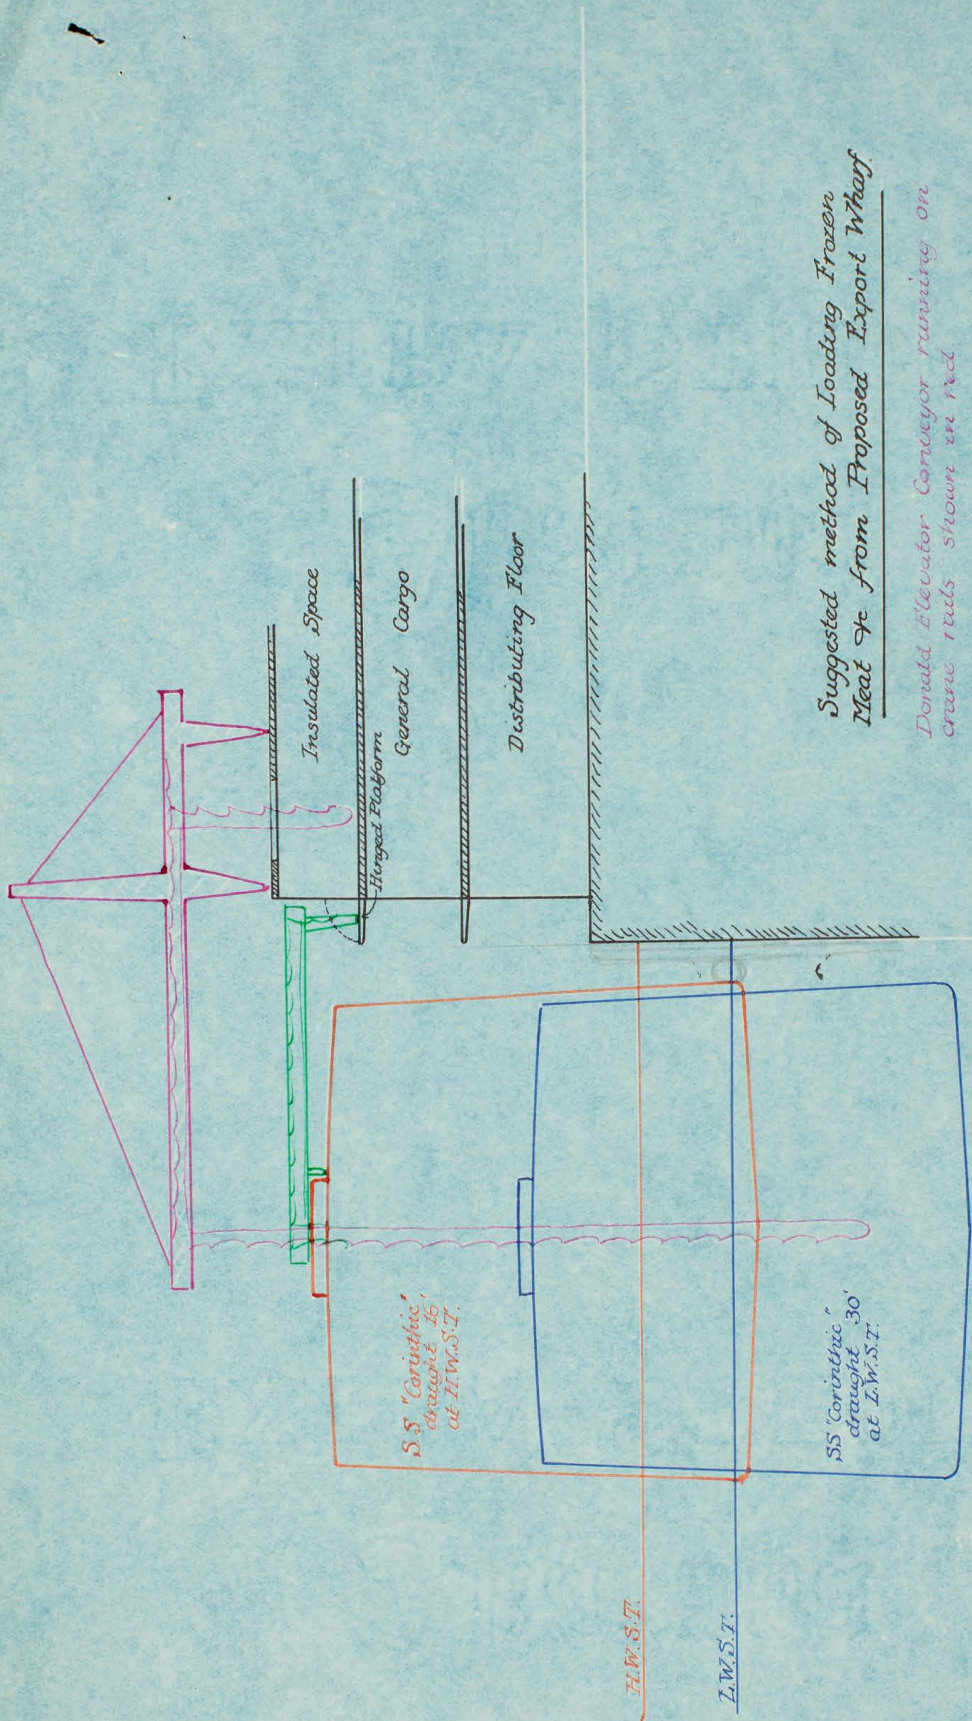 Insulated Space
Hinged Platform
General Cargo
Distributing Floor
S.S "Corinthic"
draught 16'
at H.W.S.T.
SS "Corinthic"
draught 30'
at L.W.S.T.
H.W.S.T.
L.W.S.T.
Suggested method of Loading Frozen
Meat &c from Proposed Export Wharf.
Donald Elevator Conveyor running on
crane rails shown in red